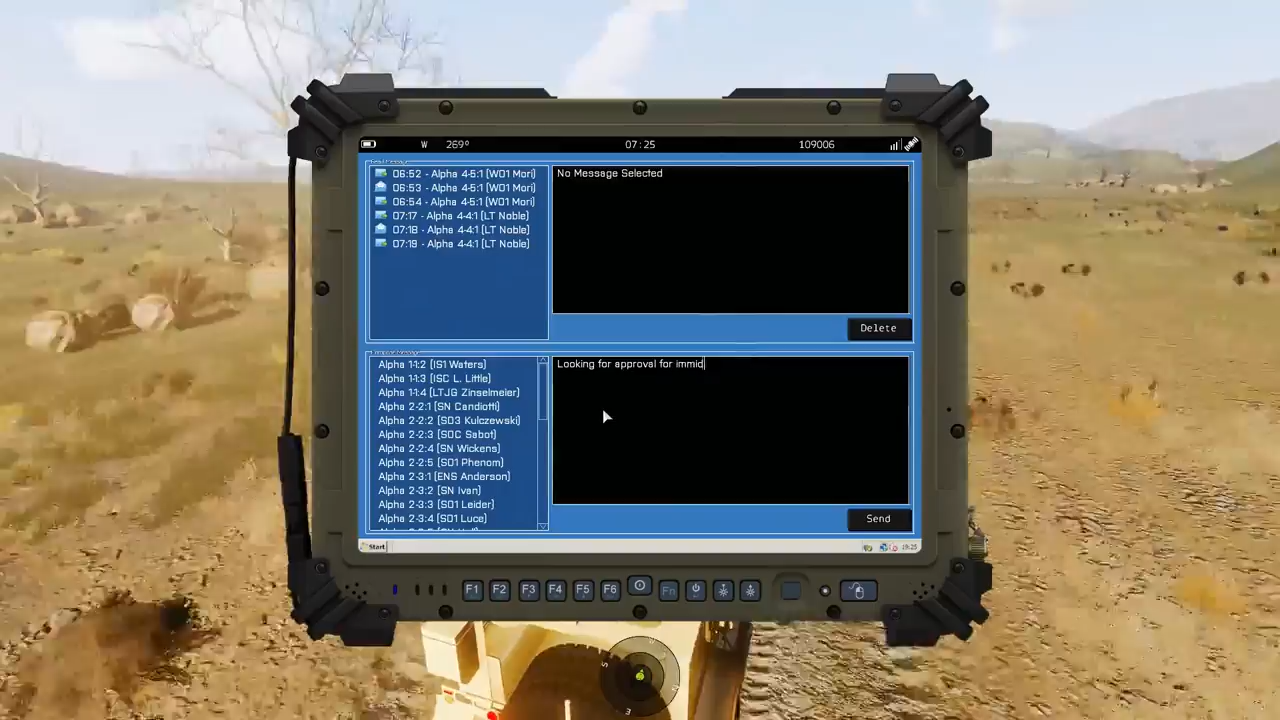 W 269° 07:25 109006
06:52 - Alpha 4-5:1 (WO1 Mori)
06:53 - Alpha 4-5:1 (WO1 Mori)
06:54 - Alpha 4-5:1 (WO1 Mori)
07:17 - Alpha 4-4:1 (LT Noble)
07:18 - Alpha 4-4:1 (LT Noble)
07:19 - Alpha 4-4:1 (LT Noble)
No Message Selected
Delete
Alpha 1-1:2 (IS1 Waters)
Alpha 1-1:3 (ISC L. Little)
Alpha 1-1:4 (LTJG Zinselmeier)
Alpha 2-2:1 (SN Candiotti)
Alpha 2-2:2 (SO3 Kulczewski)
Alpha 2-2:3 (SOC Sabot)
Alpha 2-2:4 (SN Wickens)
Alpha 2-2:5 (SO1 Phenom)
Alpha 2-3:1 (ENS Anderson)
Alpha 2-3:2 (SN Ivan)
Alpha 2-3:3 (SO1 Leider)
Alpha 2-3:4 (SO1 Luce)
Looking for approval for immid
Send
Start
19:25
F1 F2 F3 F4 F5 F6 Fn
S
3